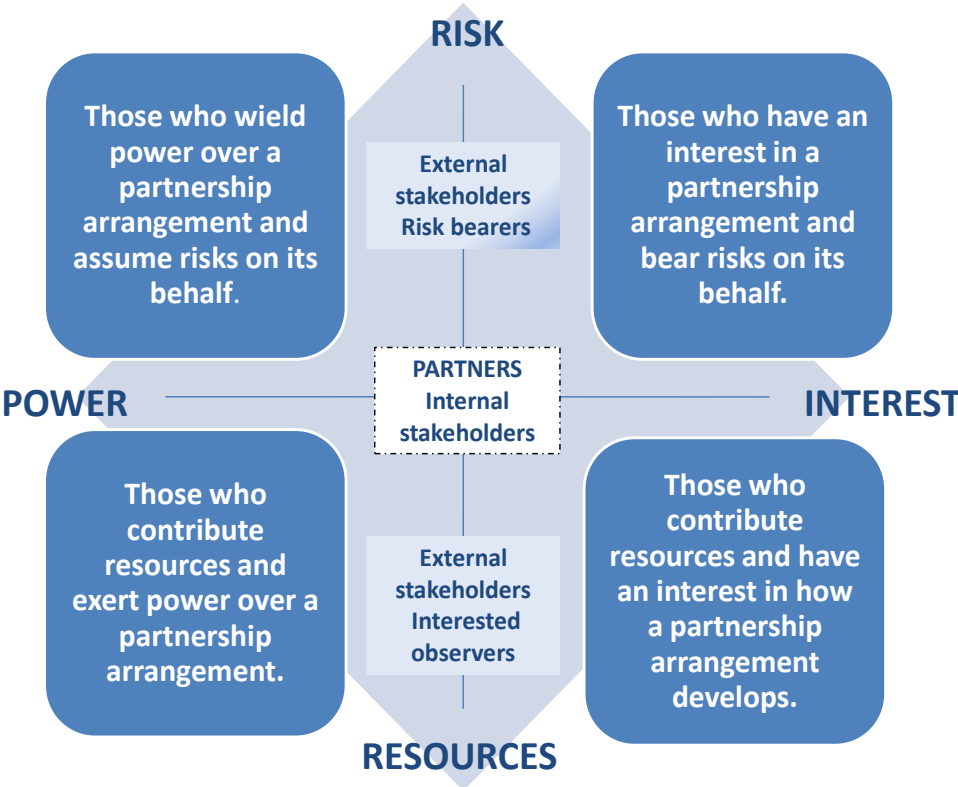 RISK
Those who wield
power over a
partnership
arrangement and
assume risks on its
behalf.
External
stakeholders
Risk bearers
Those who have an
interest in a
partnership
arrangement and
bear risks on its
behalf.
POWER
PARTNERS
Internal
stakeholders
INTEREST
Those who
contribute
resources and
exert power over a
partnership
arrangement.
External
stakeholders
Interested
observers
Those who
contribute
resources and have
an interest in how
a partnership
arrangement
develops.
RESOURCES